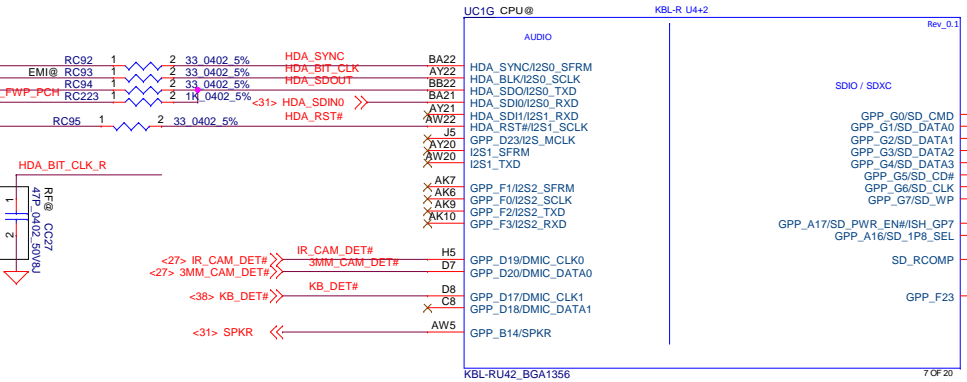 UC1G CPU@ KBL-R U4+2
Rev_0.1
AUDIO
SDIO / SDXC
RC92 1 2 33_0402_5% HDA_SYNC BA22 HDA_SYNC/I2S0_SFRM
EMI@ RC93 1 2 33_0402_5% HDA_BIT_CLK AY22 HDA_BLK/I2S0_SCLK
RC94 1 2 33_0402_5% HDA_SDOUT BB22 HDA_SDO/I2S0_TXD
_FWP_PCH RC223 1 2 1K_0402_5% <31> HDA_SDIN0 BA21 HDA_SDI0/I2S0_RXD
AY21 HDA_SDI1/I2S1_RXD GPP_G0/SD_CMD
RC95 1 2 33_0402_5% HDA_RST# AW22 HDA_RST#/I2S1_SCLK GPP_G1/SD_DATA0
J5 GPP_D23/I2S_MCLK GPP_G2/SD_DATA1
AY20 I2S1_SFRM GPP_G3/SD_DATA2
AW20 I2S1_TXD GPP_G4/SD_DATA3
GPP_G5/SD_CD#
AK7 GPP_F1/I2S2_SFRM GPP_G6/SD_CLK
AK6 GPP_F0/I2S2_SCLK GPP_G7/SD_WP
AK9 GPP_F2/I2S2_TXD
AK10 GPP_F3/I2S2_RXD GPP_A17/SD_PWR_EN#/ISH_GP7
GPP_A16/SD_1P8_SEL
HDA_BIT_CLK_R
1 2 RF@ CC27
47P_0402_50V8J
<27> IR_CAM_DET# IR_CAM_DET# H5 GPP_D19/DMIC_CLK0 SD_RCOMP
<27> 3MM_CAM_DET# 3MM_CAM_DET# D7 GPP_D20/DMIC_DATA0
<38> KB_DET# KB_DET# D8 GPP_D17/DMIC_CLK1 GPP_F23
C8 GPP_D18/DMIC_DATA1
<31> SPKR AW5 GPP_B14/SPKR
KBL-RU42_BGA1356 7 OF 20